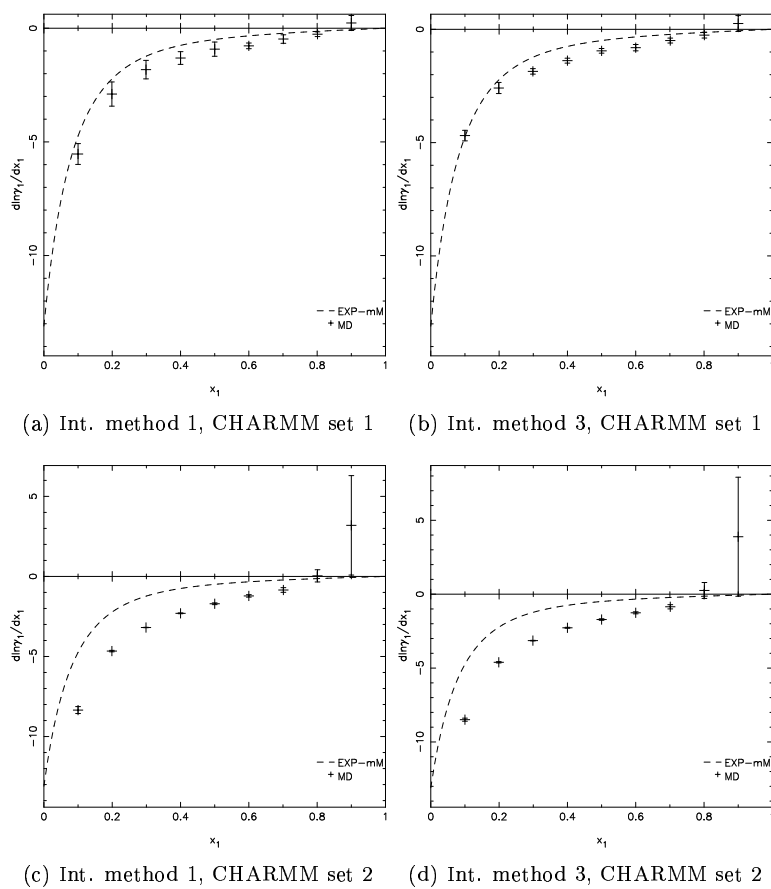 0
−5
−10
dlnγ₁/dx₁
0
0.2
0.4
0.6
0.8
1
x₁
EXP−mM
MD
(a) Int. method 1, CHARMM set 1
0
−5
−10
dlnγ₁/dx₁
0
0.2
0.4
0.6
0.8
1
x₁
EXP−mM
MD
(b) Int. method 3, CHARMM set 1
5
0
−5
−10
dlnγ₁/dx₁
0
0.2
0.4
0.6
0.8
1
x₁
EXP−mM
MD
(c) Int. method 1, CHARMM set 2
5
0
−5
−10
dlnγ₁/dx₁
0
0.2
0.4
0.6
0.8
1
x₁
EXP−mM
MD
(d) Int. method 3, CHARMM set 2